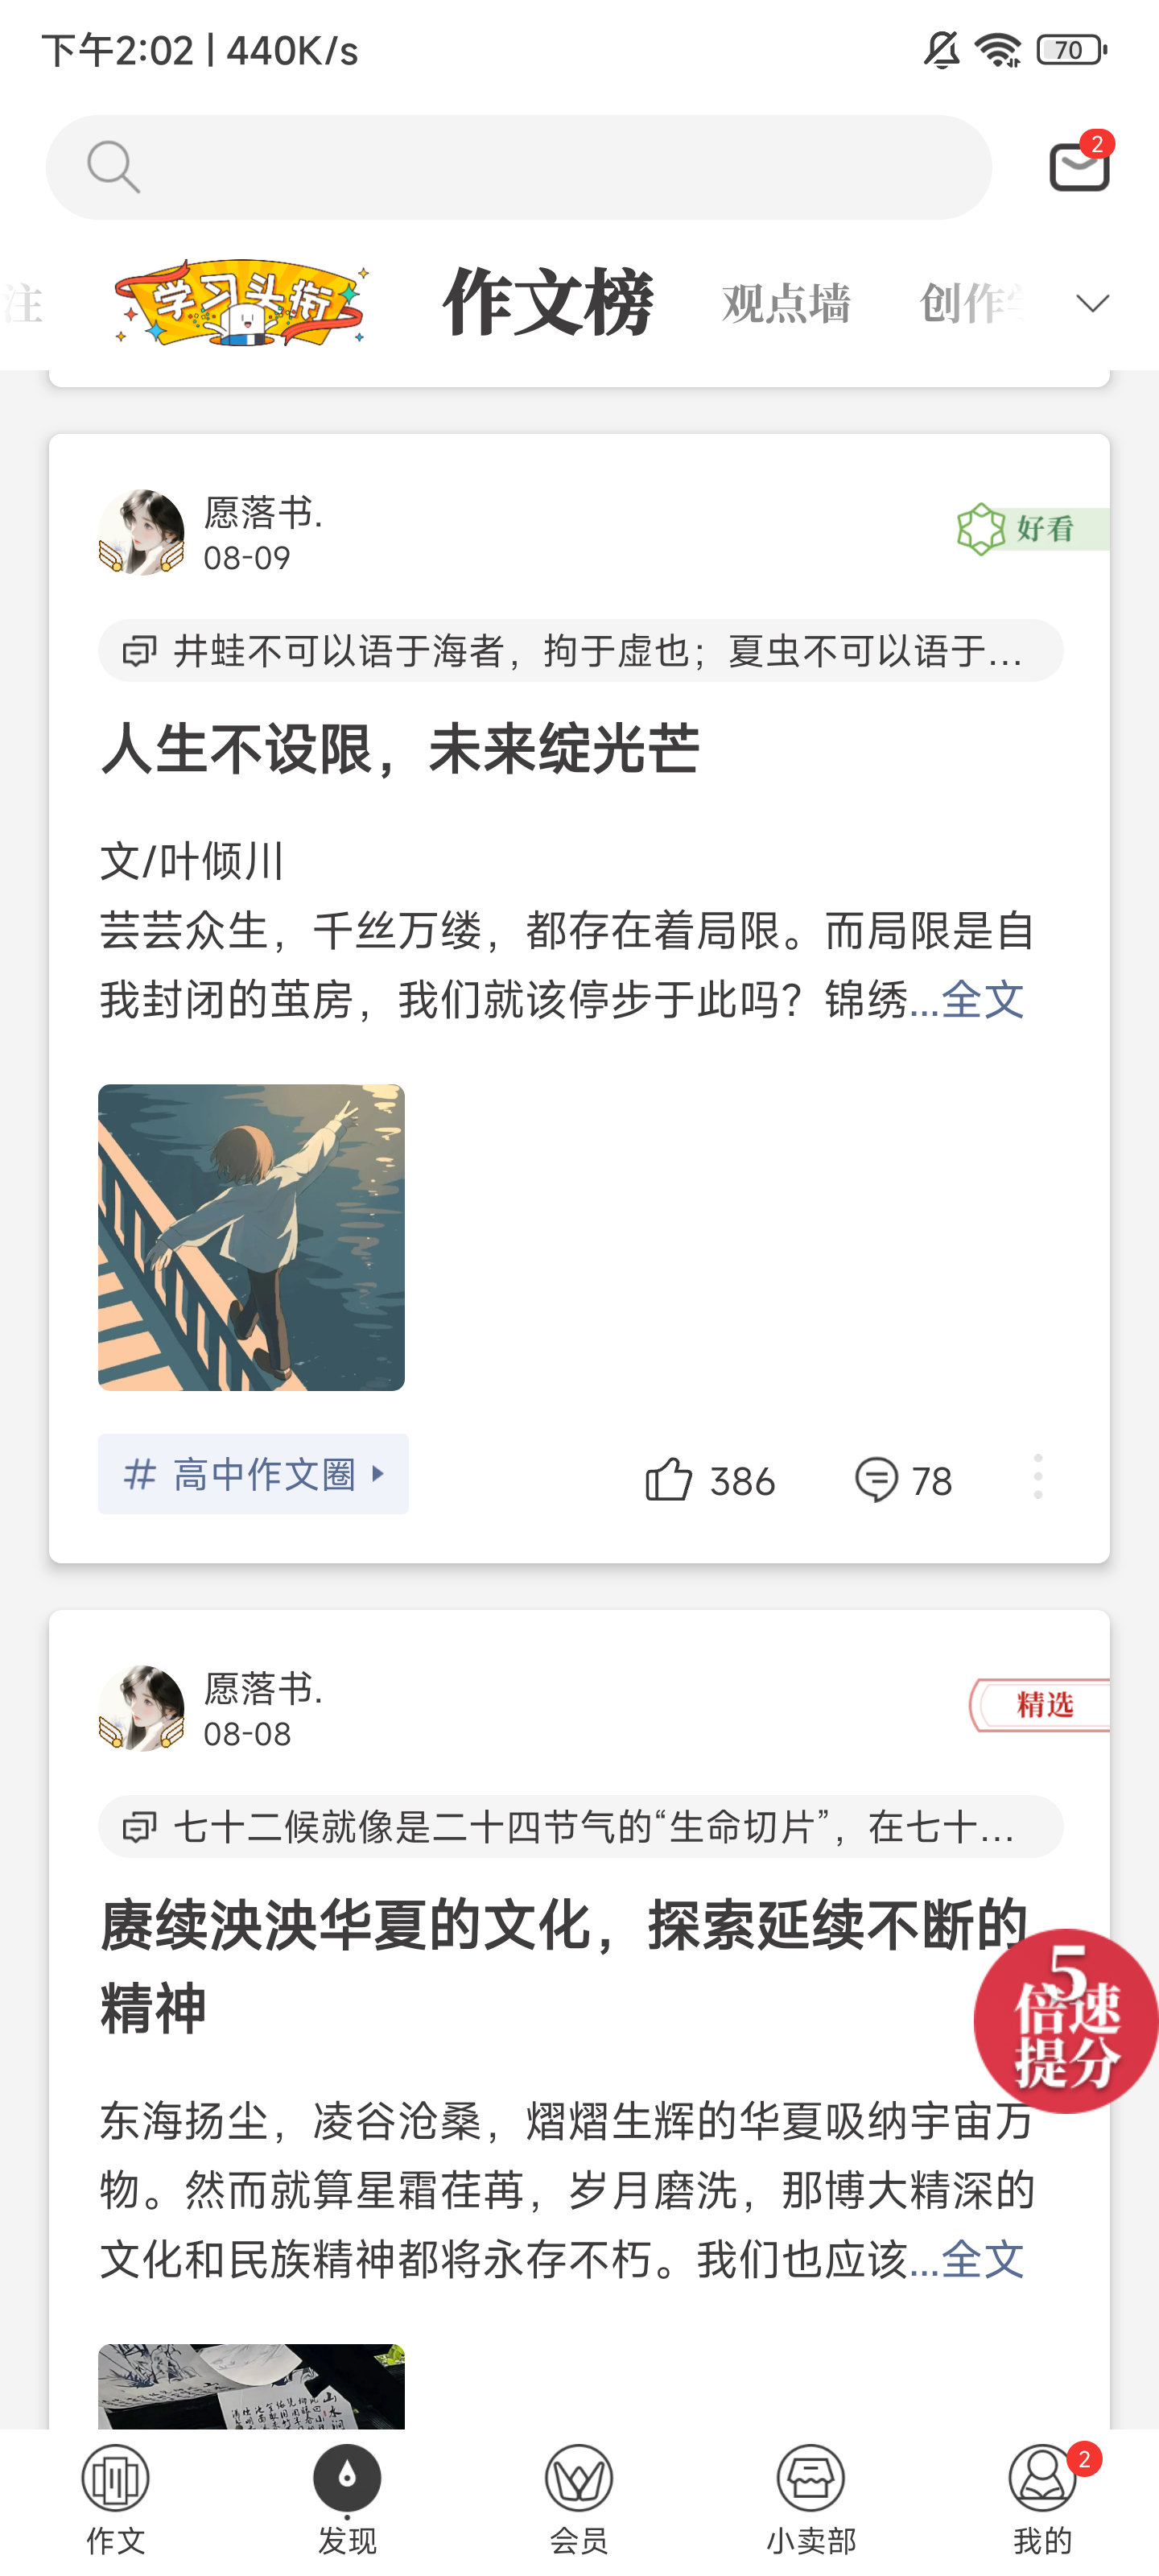 下午2:02 | 440K/s
70
2
注
学习头衔
作文榜
观点墙
创作
愿落书.
08-09
好看
井蛙不可以语于海者，拘于虚也；夏虫不可以语于...
人生不设限，未来绽光芒
文/叶倾川
芸芸众生，千丝万缕，都存在着局限。而局限是自
我封闭的茧房，我们就该停步于此吗？锦绣...全文
# 高中作文圈
386
78
愿落书.
08-08
精选
七十二候就像是二十四节气的“生命切片”，在七十...
赓续泱泱华夏的文化，探索延续不断的
精神
5
倍速
提分
东海扬尘，凌谷沧桑，熠熠生辉的华夏吸纳宇宙万
物。然而就算星霜荏苒，岁月磨洗，那博大精深的
文化和民族精神都将永存不朽。我们也应该...全文
作文
发现
会员
小卖部
2
我的